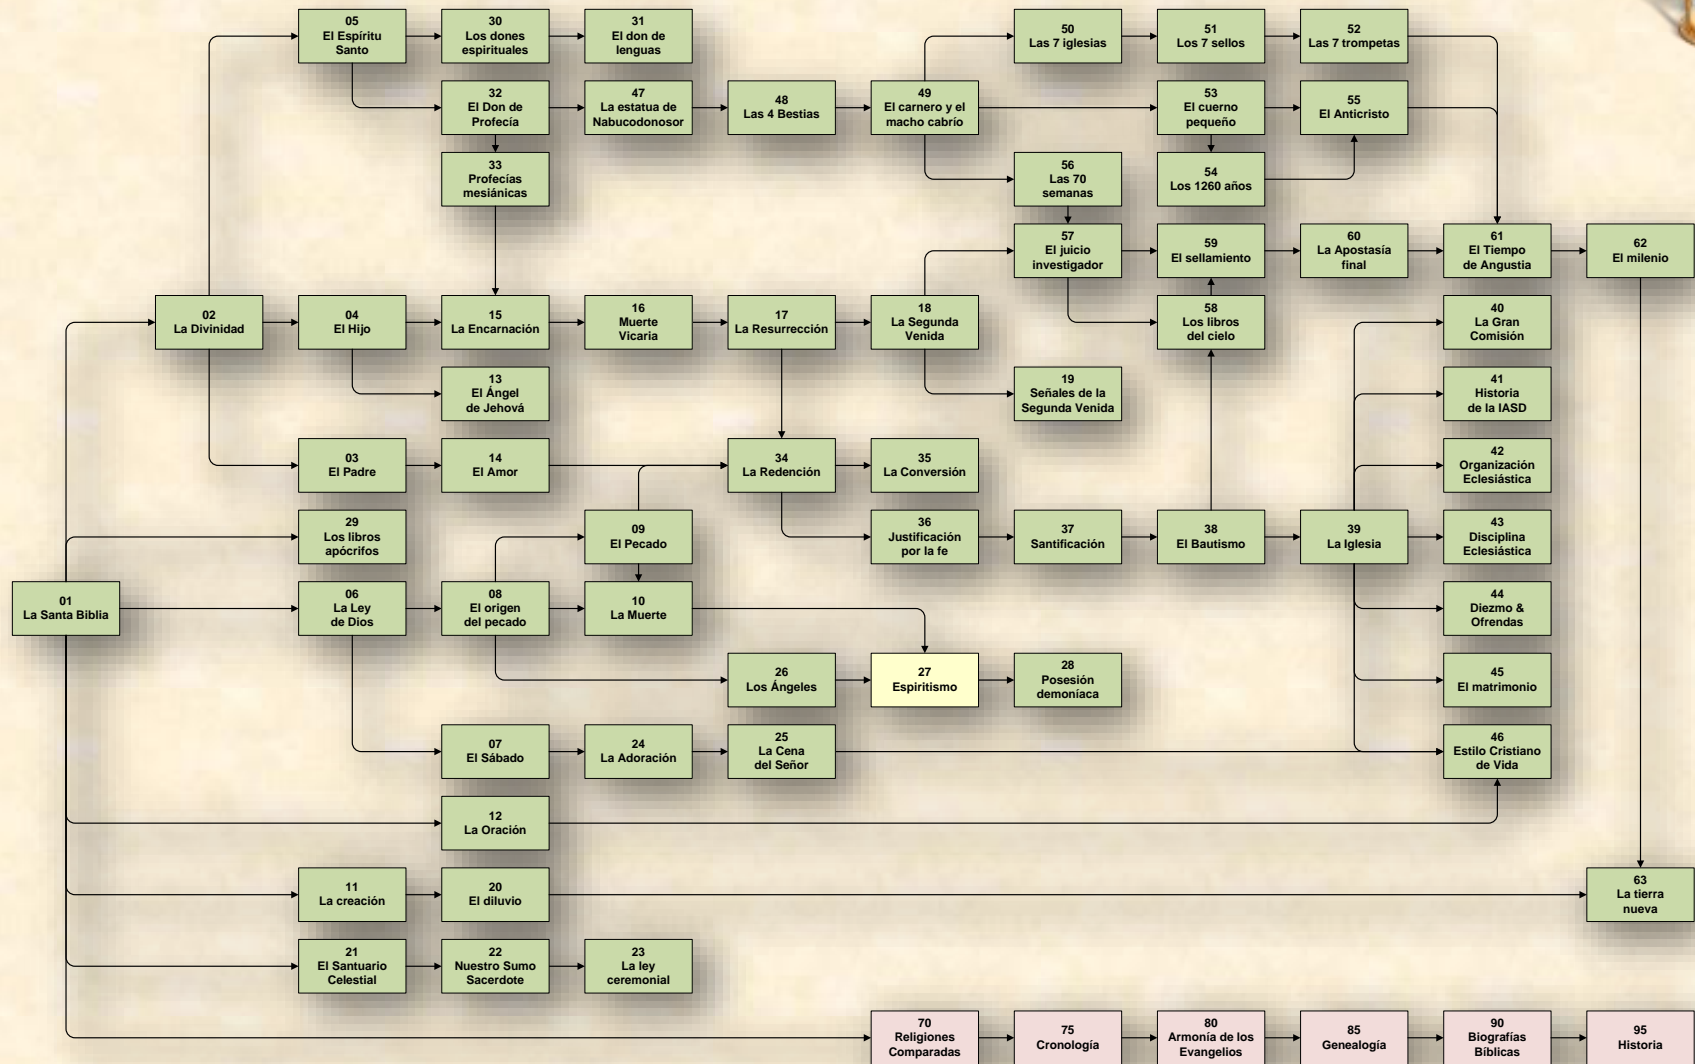 05
El Espíritu
Santo
30
Los dones
espirituales
31
El don de
lenguas
50
Las 7 iglesias
51
Los 7 sellos
52
Las 7 trompetas
32
El Don de
Profecía
47
La estatua de
Nabucodonosor
48
Las 4 Bestias
49
El carnero y el
macho cabrío
53
El cuerno
pequeño
55
El Anticristo
33
Profecías
mesiánicas
56
Las 70
semanas
54
Los 1260 años
57
El juicio
investigador
59
El sellamiento
60
La Apostasía
final
61
El Tiempo
de Angustia
62
El milenio
02
La Divinidad
04
El Hijo
15
La Encarnación
16
Muerte
Vicaria
17
La Resurrección
18
La Segunda
Venida
58
Los libros
del cielo
40
La Gran
Comisión
13
El Ángel
de Jehová
19
Señales de la
Segunda Venida
41
Historia
de la IASD
03
El Padre
14
El Amor
34
La Redención
35
La Conversión
42
Organización
Eclesiástica
29
Los libros
apócrifos
09
El Pecado
36
Justificación
por la fe
37
Santificación
38
El Bautismo
39
La Iglesia
43
Disciplina
Eclesiástica
01
La Santa Biblia
06
La Ley
de Dios
08
El origen
del pecado
10
La Muerte
44
Diezmo &
Ofrendas
26
Los Ángeles
27
Espiritismo
28
Posesión
demoníaca
45
El matrimonio
07
El Sábado
24
La Adoración
25
La Cena
del Señor
46
Estilo Cristiano
de Vida
12
La Oración
11
La creación
20
El diluvio
63
La tierra
nueva
21
El Santuario
Celestial
22
Nuestro Sumo
Sacerdote
23
La ley
ceremonial
70
Religiones
Comparadas
75
Cronología
80
Armonía de los
Evangelios
85
Genealogía
90
Biografías
Bíblicas
95
Historia